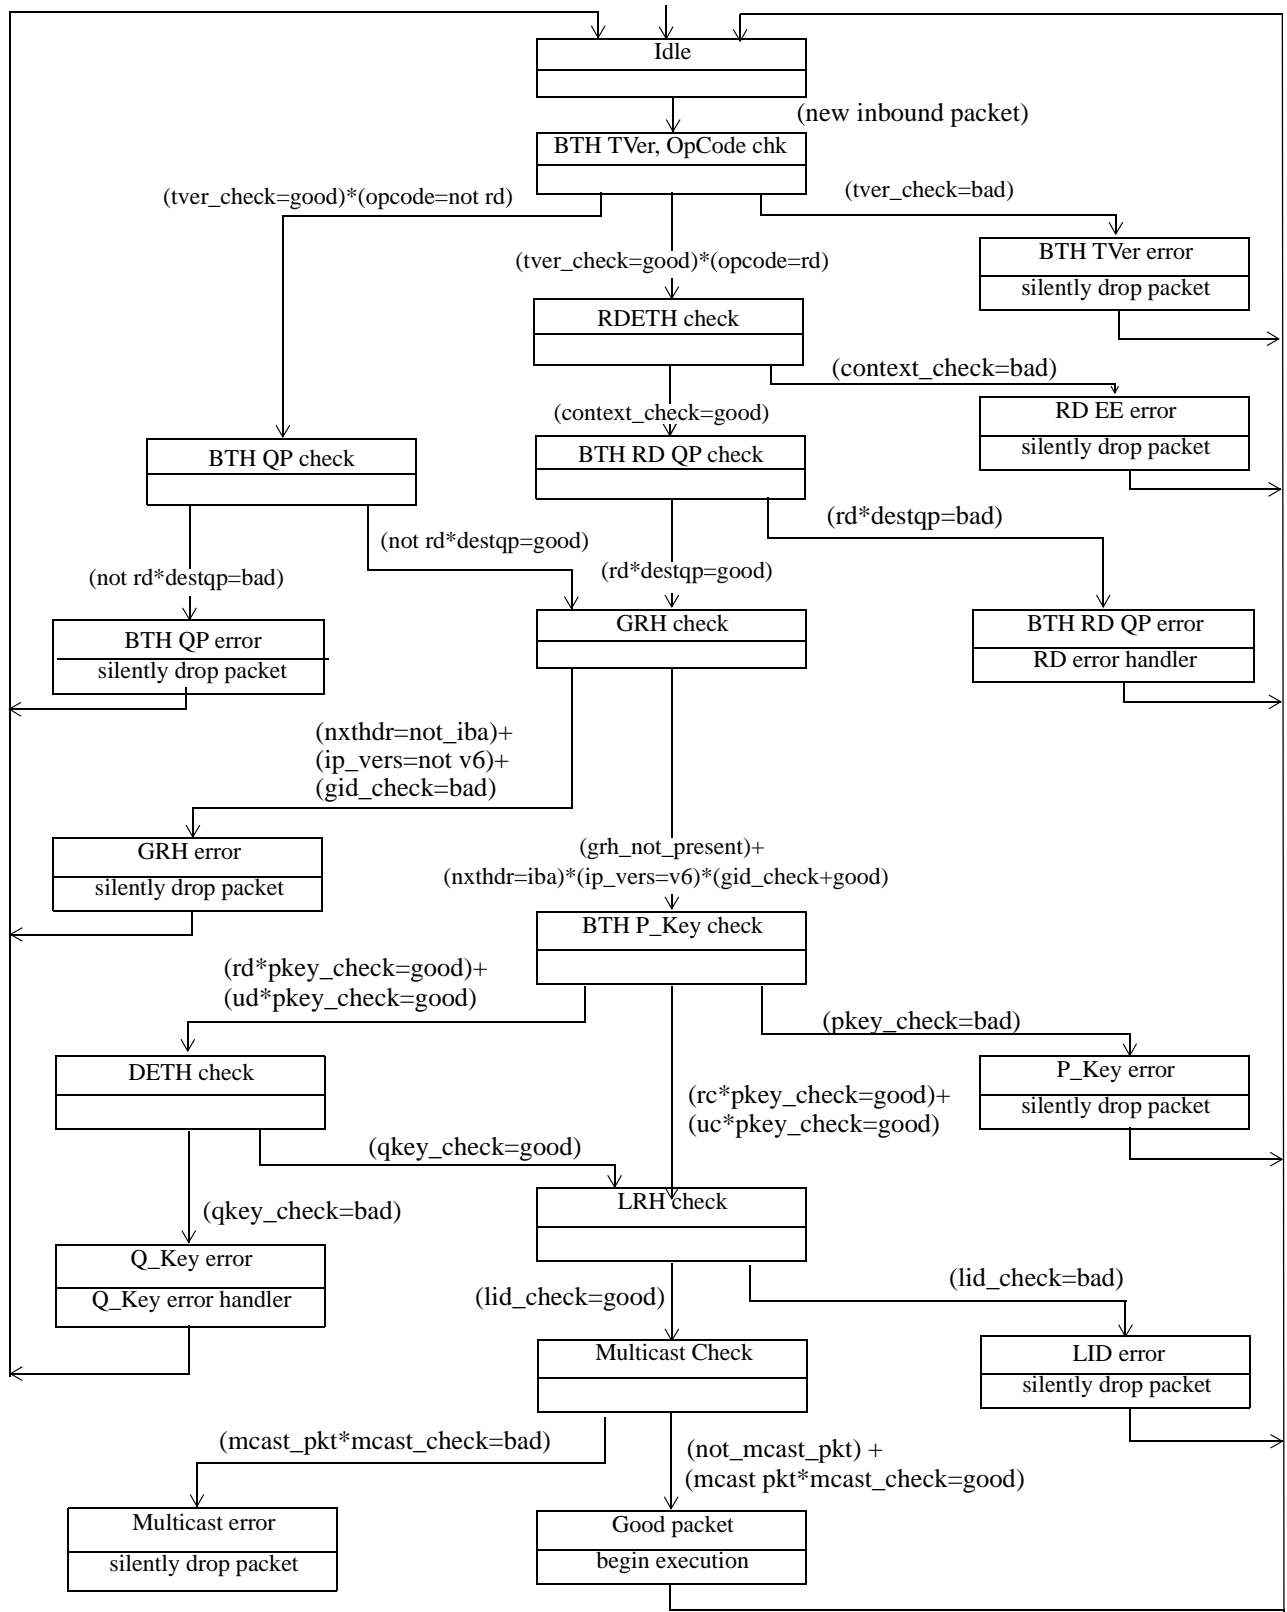 Idle
(new inbound packet)
BTH TVer, OpCode chk
(tver_check=good)*(opcode=not rd)
(tver_check=bad)
(tver_check=good)*(opcode=rd)
BTH TVer error
silently drop packet
RDETH check
(context_check=bad)
(context_check=good)
RD EE error
silently drop packet
BTH QP check
BTH RD QP check
(rd*destqp=bad)
(not rd*destqp=good)
(not rd*destqp=bad)
(rd*destqp=good)
BTH QP error
silently drop packet
GRH check
BTH RD QP error
RD error handler
(nxthdr=not_iba)+
(ip_vers=not v6)+
(gid_check=bad)
GRH error
silently drop packet
(grh_not_present)+
(nxthdr=iba)*(ip_vers=v6)*(gid_check+good)
BTH P_Key check
(rd*pkey_check=good)+
(ud*pkey_check=good)
(pkey_check=bad)
DETH check
P_Key error
silently drop packet
(rc*pkey_check=good)+
(uc*pkey_check=good)
(qkey_check=good)
(qkey_check=bad)
LRH check
Q_Key error
Q_Key error handler
(lid_check=good)
(lid_check=bad)
Multicast Check
LID error
silently drop packet
(mcast_pkt*mcast_check=bad)
(not_mcast_pkt) +
(mcast pkt*mcast_check=good)
Multicast error
silently drop packet
Good packet
begin execution